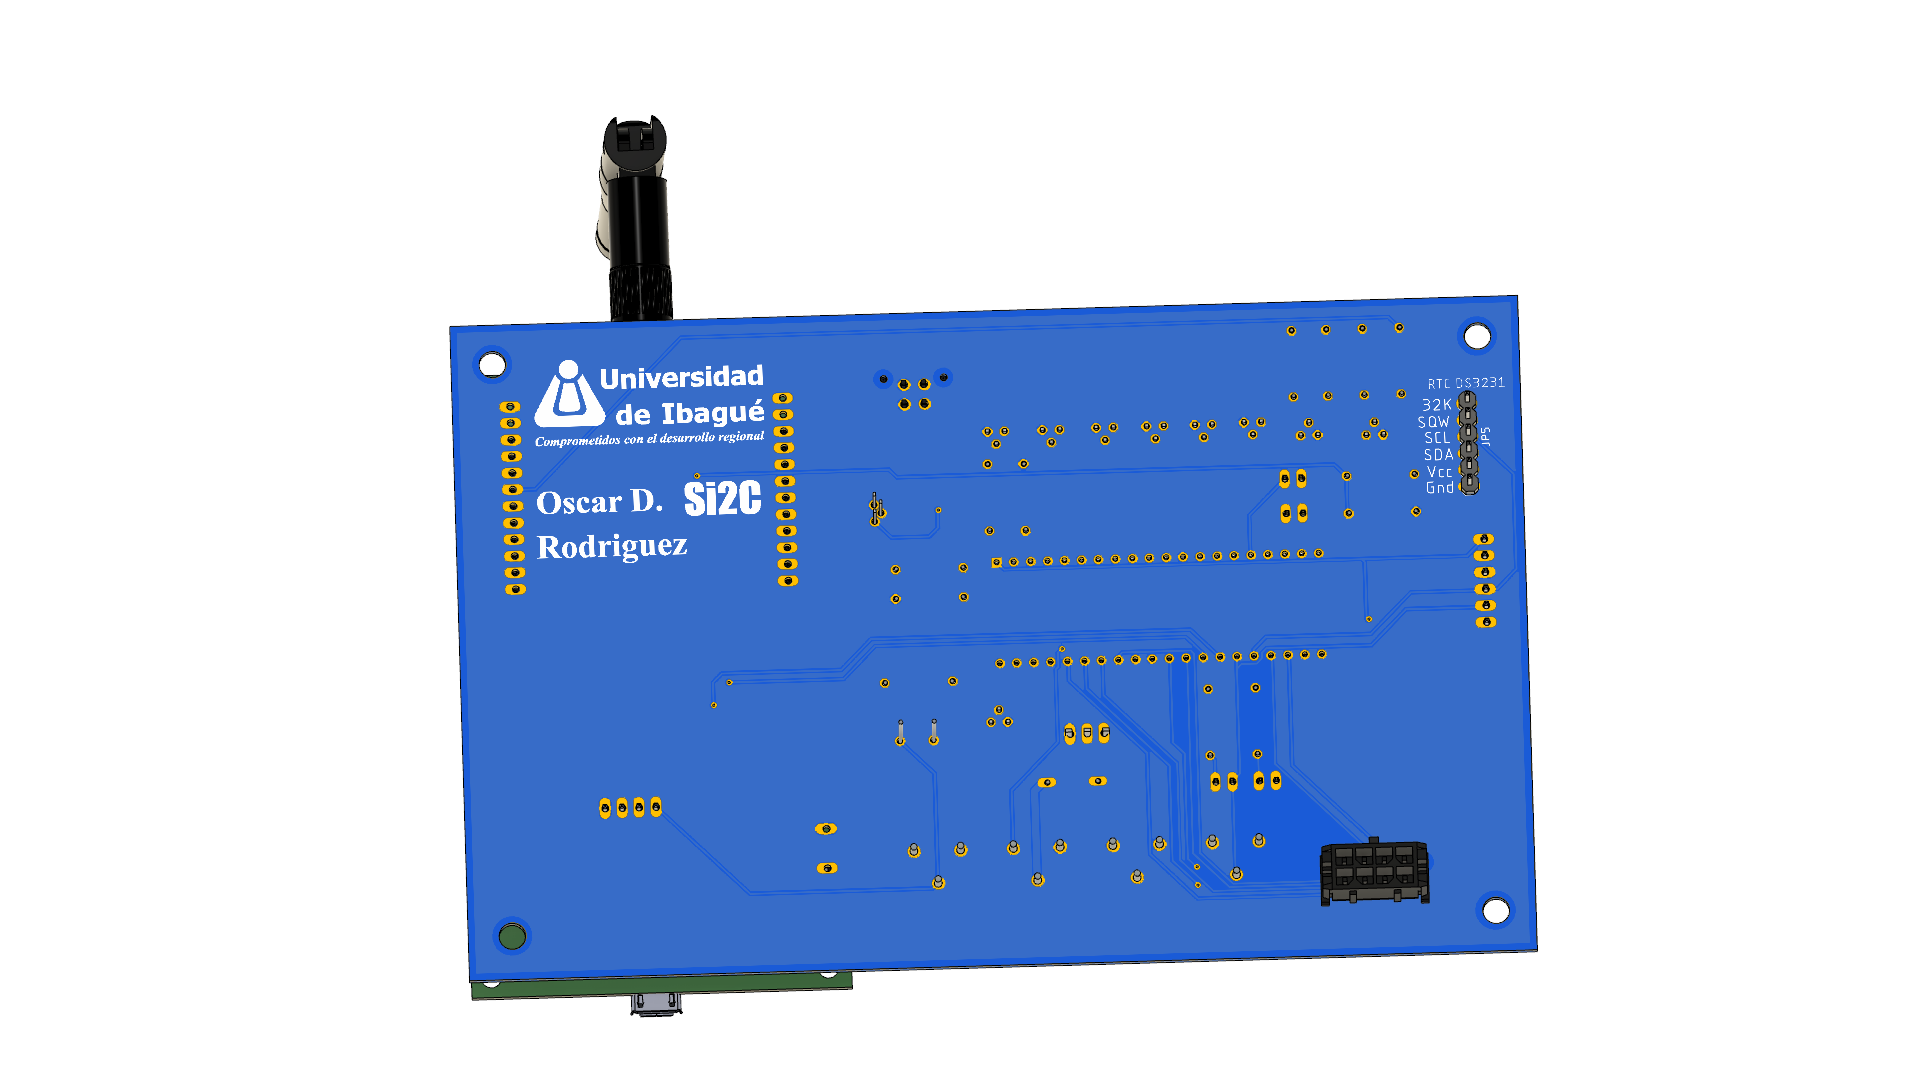 Universidad
de Ibagué
Comprometidos con el desarrollo regional
Oscar D. Si2C
Rodriguez
RTC DS3231
32K
SQW
SCL
SDA
Vcc
Gnd
JP5